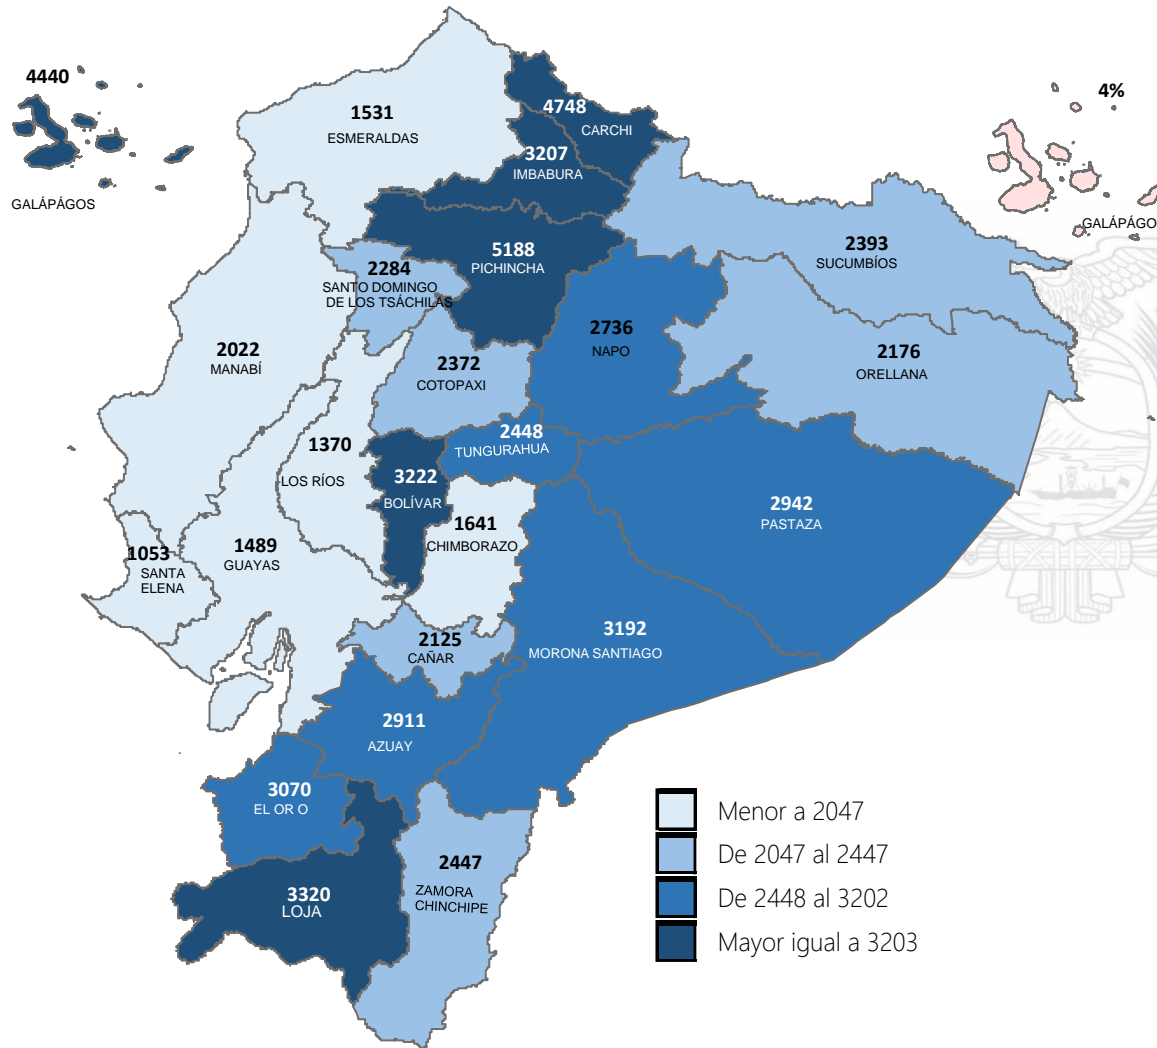 4440
GALÁPÁGOS
4%
GALÁPÁGO
1531
ESMERALDAS
4748
CARCHI
3207
IMBABURA
5188
PICHINCHA
2393
SUCUMBÍOS
2284
SANTO DOMINGO
DE LOS TSÁCHILAS
2736
NAPO
2176
ORELLANA
2022
MANABÍ
2372
COTOPAXI
2448
TUNGURAHUA
1370
LOS RÍOS
3222
BOLÍVAR
2942
PASTAZA
1641
CHIMBORAZO
1053
SANTA
ELENA
1489
GUAYAS
3192
MORONA SANTIAGO
2125
CAÑAR
2911
AZUAY
3070
EL OR O
2447
ZAMORA
CHINCHIPE
3320
LOJA
Menor a 2047
De 2047 al 2447
De 2448 al 3202
Mayor igual a 3203